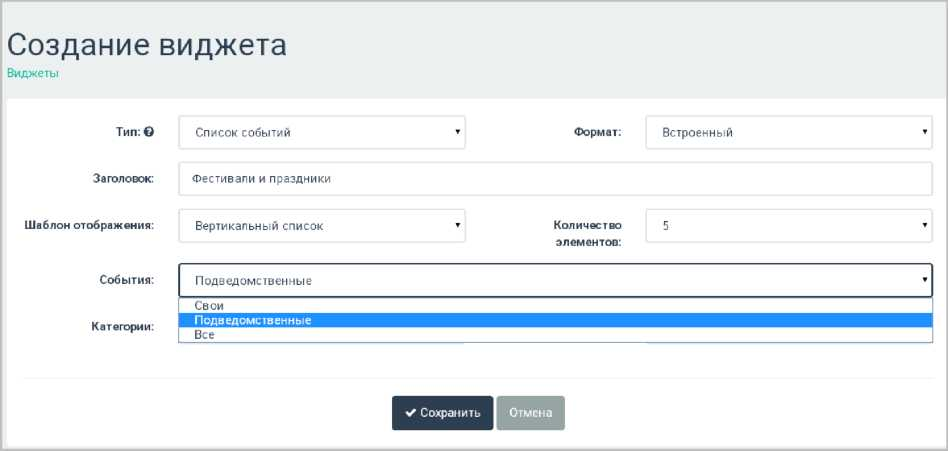 Создание виджета
Виджеты
Тип: Список событий Формат: Встроенный
Заголовок: Фестивали и праздники
Шаблон отображения: Вертикальный список Количество элементов: 5
События: Подведомственные
Свои
Категории: Подведомственные
Все
Сохранить Отмена